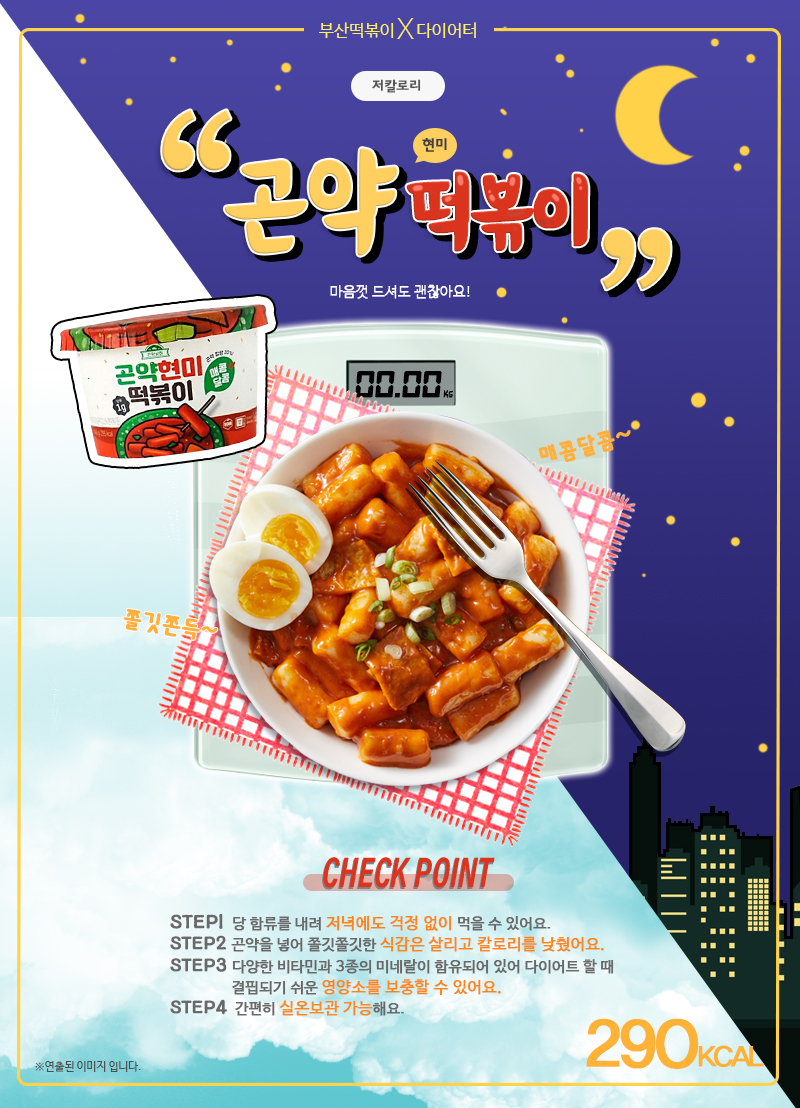 부산떡볶이X다이어터
저칼로리
현미
“곤약 떡볶이”
마음껏 드셔도 괜찮아요!
00.00 KG
곤약현미
떡볶이
매콤
달콤
1g
매콤달콤~
쫄깃쫀득~
CHECK POINT
STEP1 당 함류를 내려 저녁에도 걱정 없이 먹을 수 있어요.
STEP2 곤약을 넣어 쫄깃쫄깃한 식감은 살리고 칼로리를 낮췄어요.
STEP3 다양한 비타민과 3종의 미네랄이 함유되어 있어 다이어트 할 때
결핍되기 쉬운 영양소를 보충할 수 있어요.
STEP4 간편히 실온보관 가능해요.
290KCAL
※연출된 이미지 입니다.